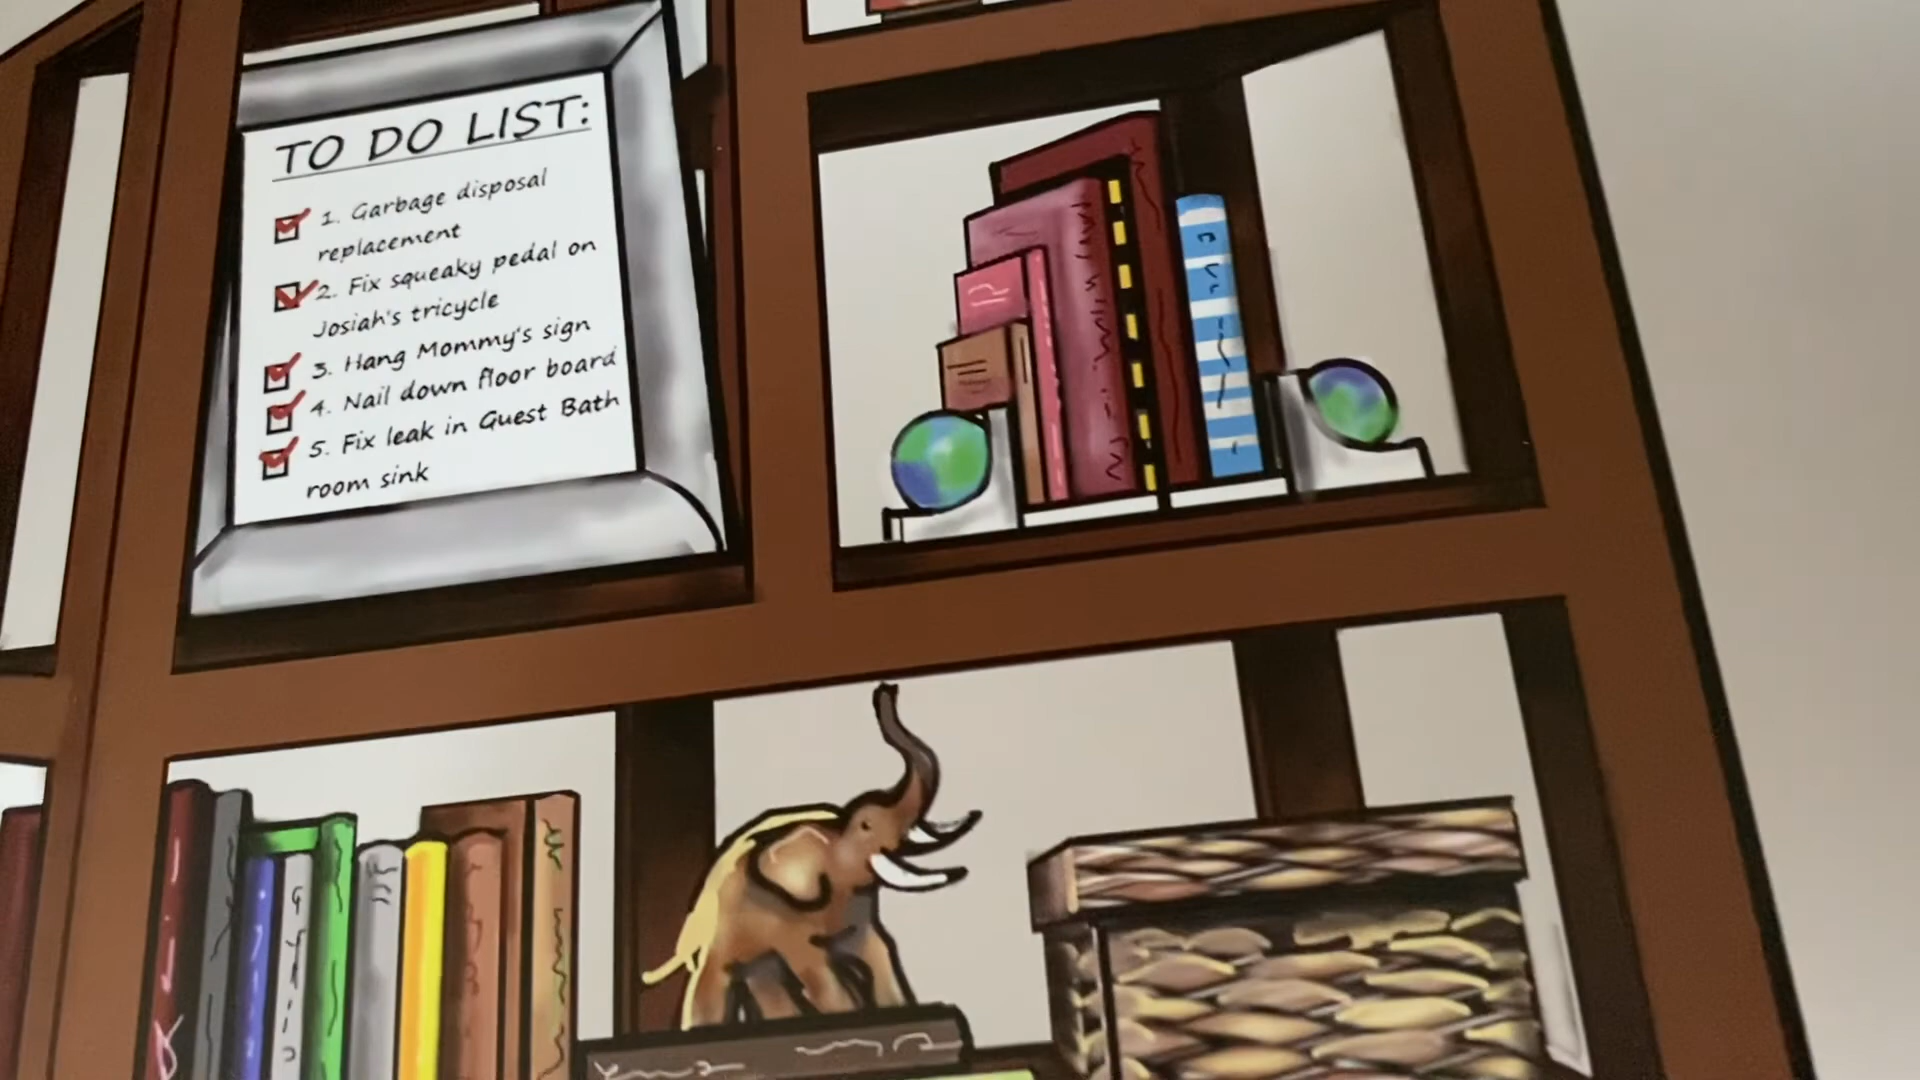 TO DO LIST:
1. Garbage disposal
replacement
2. Fix squeaky pedal on
Josiah's tricycle
3. Hang Mommy's sign
4. Nail down floor board
5. Fix leak in Guest Bath
room sink